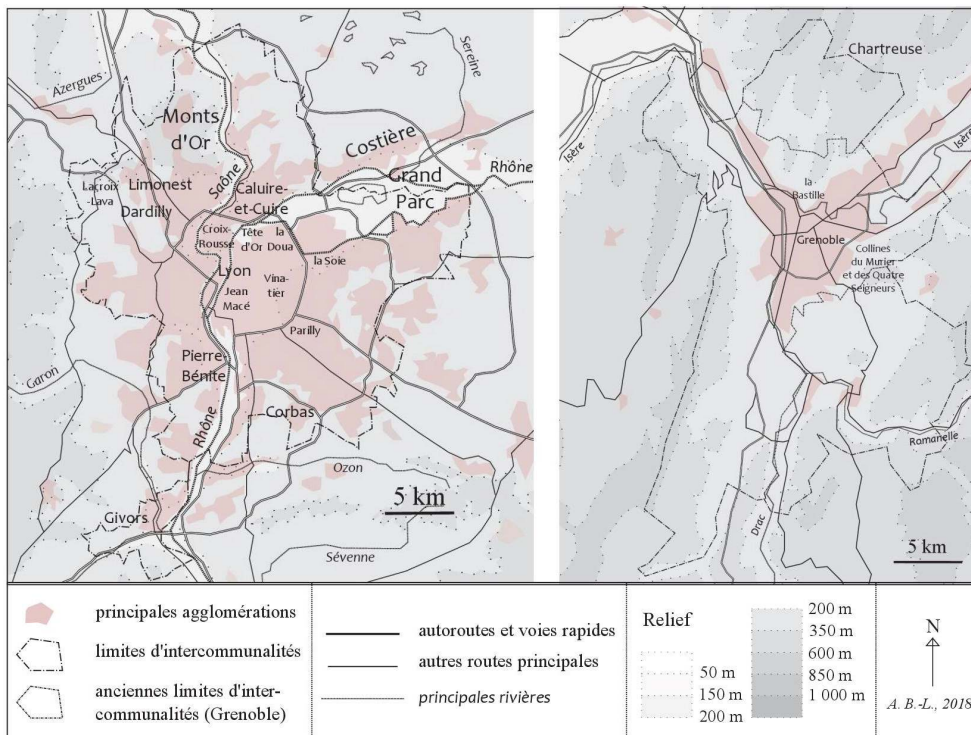 Azergues
Sereine
Monts
d'Or
Costière
Saône
Grand
Parc
Rhône
Lacroix-
Laval
Limonest
Dardilly
Caluire-
et-Cuire
Croix-
Rousse
Tête
d'Or
la
Doua
la Soie
Lyon
Jean
Macé
Vina-
tier
Parilly
Pierre-
Bénite
Garon
Rhône
Corbas
Ozon
5 km
Givors
Sévenne
Chartreuse
Isère
Isère
la
Bastille
Grenoble
Collines
du Murier
et des Quatre
Seigneurs
Romanelle
Drac
5 km
principales agglomérations
limites d'intercommunalités
anciennes limites d'inter-
communalités (Grenoble)
autoroutes et voies rapides
autres routes principales
principales rivières
Relief
50 m
150 m
200 m
200 m
350 m
600 m
850 m
1 000 m
N
A. B.-L., 2018